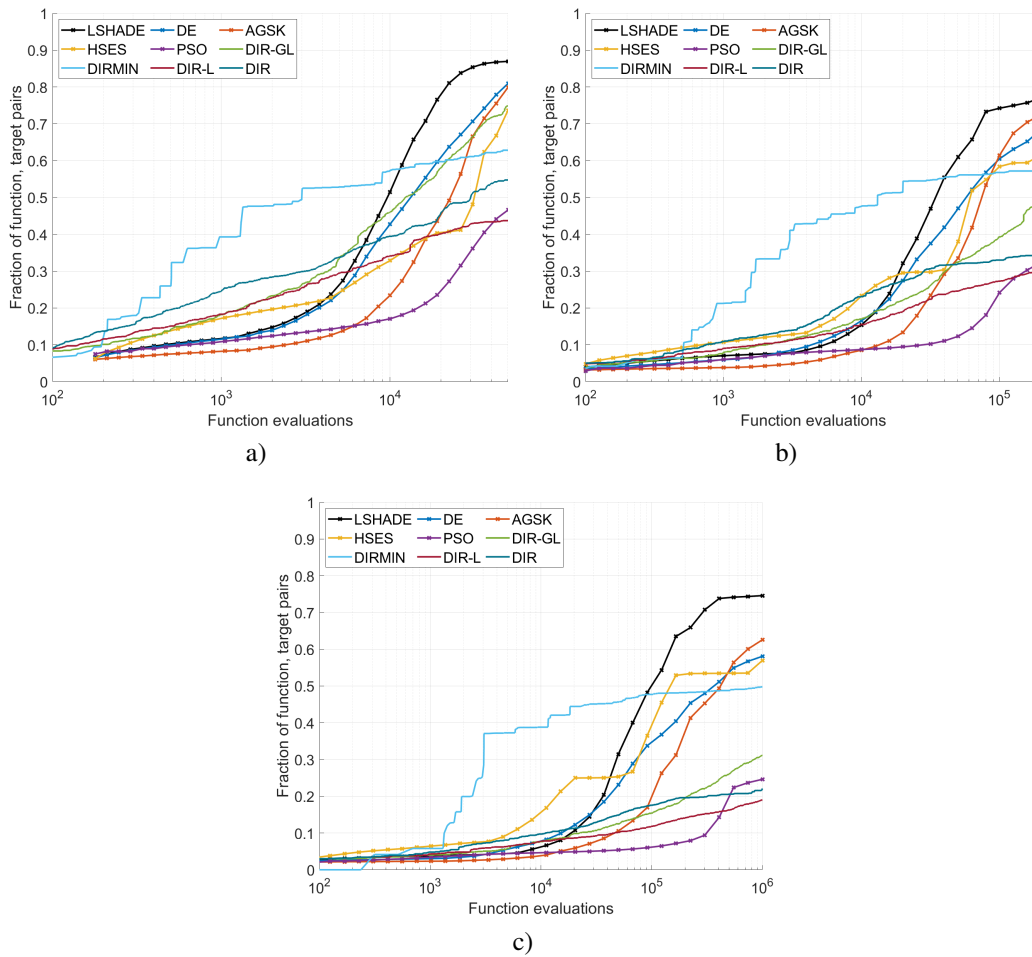 LSHADE DE AGSK
HSES PSO DIR-GL
DIRMIN DIR-L DIR
Fraction of function, target pairs
1
0.9
0.8
0.7
0.6
0.5
0.4
0.3
0.2
0.1
0
10² 10³ 10⁴
Function evaluations
a)
LSHADE DE AGSK
HSES PSO DIR-GL
DIRMIN DIR-L DIR
Fraction of function, target pairs
1
0.9
0.8
0.7
0.6
0.5
0.4
0.3
0.2
0.1
0
10² 10³ 10⁴ 10⁵
Function evaluations
b)
LSHADE DE AGSK
HSES PSO DIR-GL
DIRMIN DIR-L DIR
Fraction of function, target pairs
1
0.9
0.8
0.7
0.6
0.5
0.4
0.3
0.2
0.1
0
10² 10³ 10⁴ 10⁵ 10⁶
Function evaluations
c)